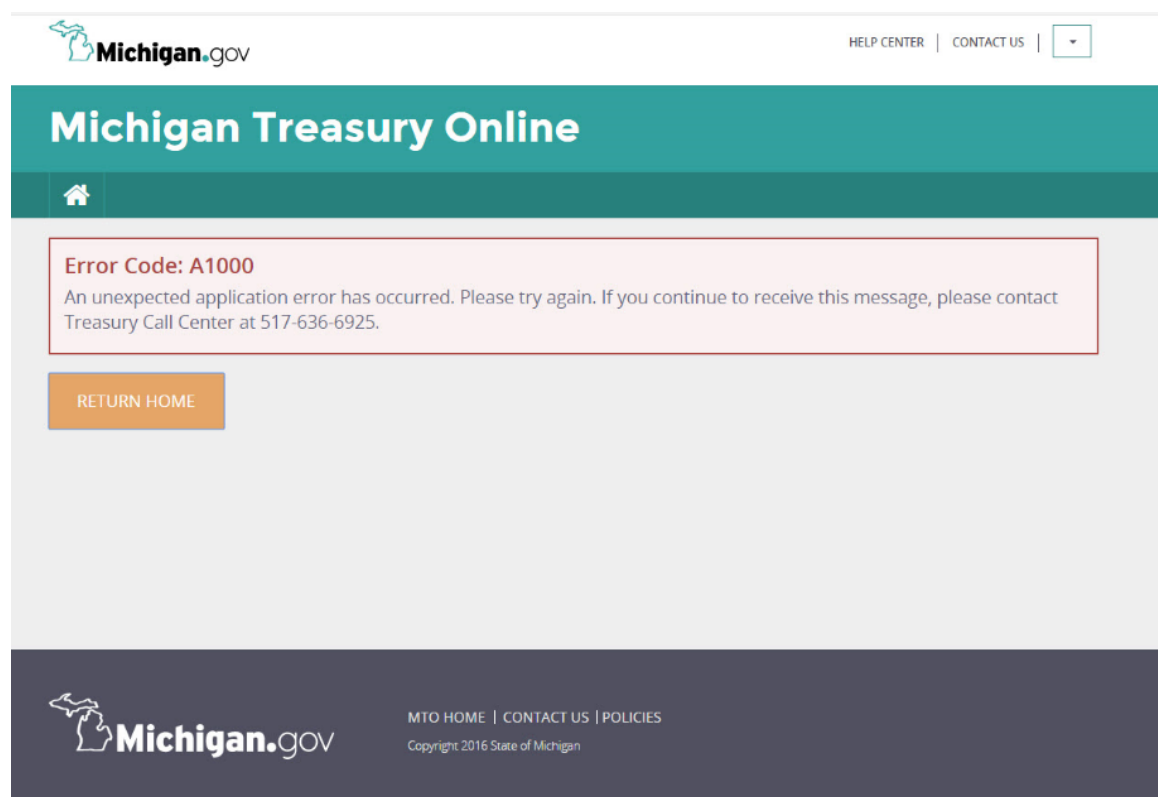 Michigan.gov
HELP CENTER | CONTACT US |
Michigan Treasury Online
Error Code: A1000
An unexpected application error has occurred. Please try again. If you continue to receive this message, please contact
Treasury Call Center at 517-636-6925.
RETURN HOME
Michigan.gov
MTO HOME | CONTACT US | POLICIES
Copyright 2016 State of Michigan